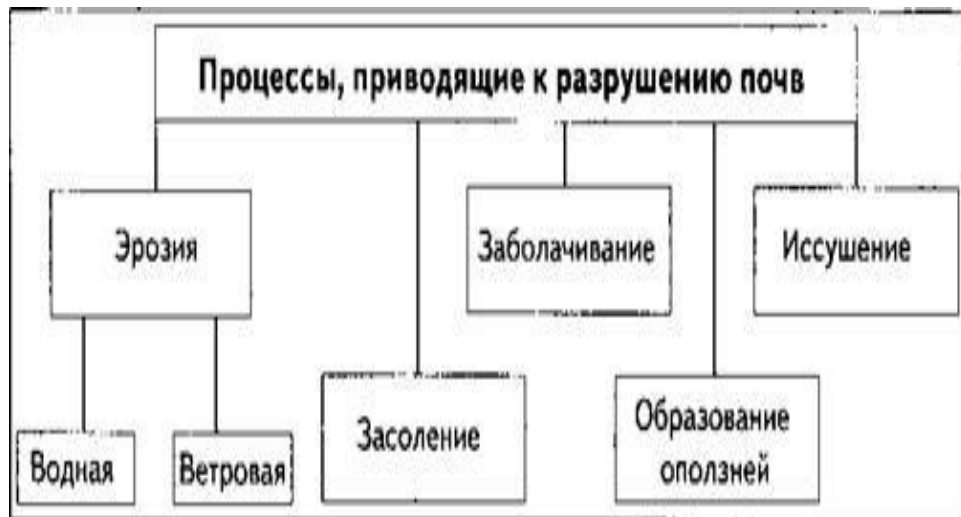 Процессы, приводящие к разрушению почв
Эрозия
Заболачивание
Иссушение
Водная
Ветровая
Засоление
Образование
оползней